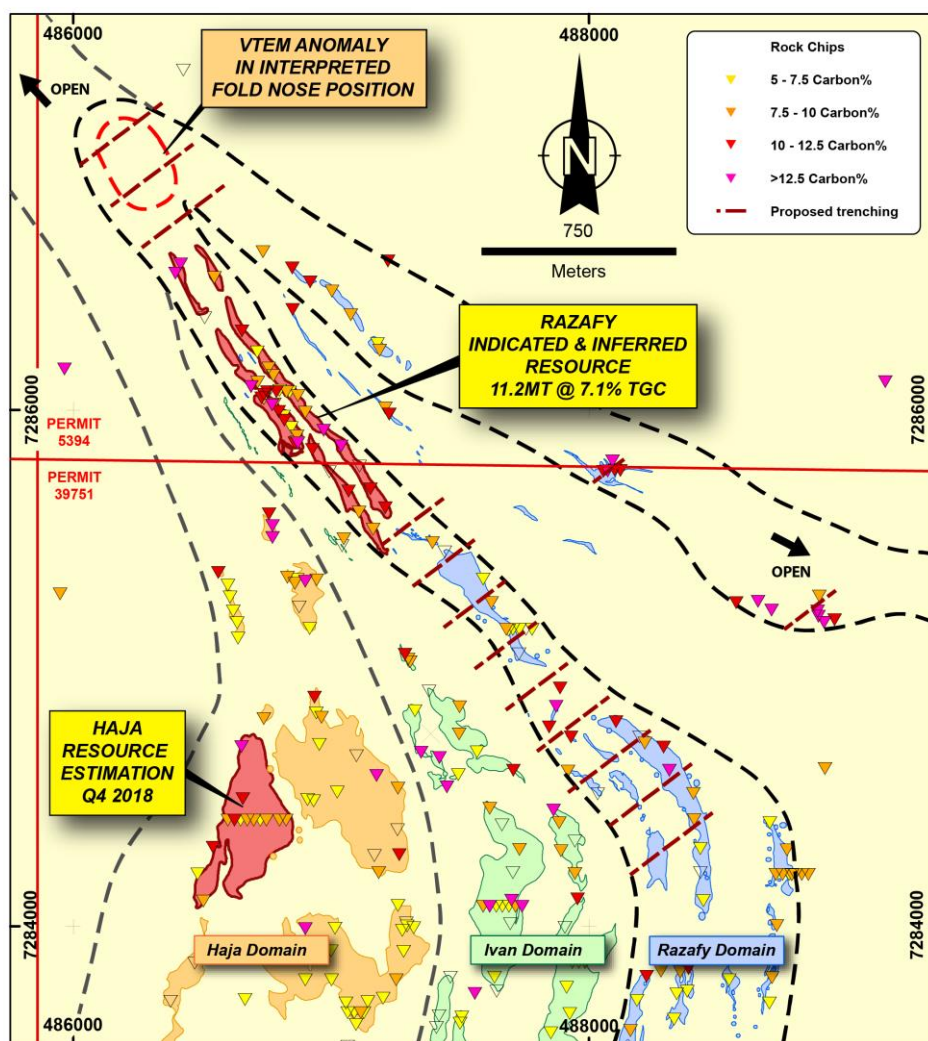 486000
488000
VTEM ANOMALY
IN INTERPRETED
FOLD NOSE POSITION
OPEN
Rock Chips
5 - 7.5 Carbon%
7.5 - 10 Carbon%
10 - 12.5 Carbon%
>12.5 Carbon%
Proposed trenching
N
750
Meters
RAZAFY
INDICATED & INFERRED
RESOURCE
11.2MT @ 7.1% TGC
7286000
7286000
PERMIT
5394
PERMIT
39751
OPEN
HAJA
RESOURCE
ESTIMATION
Q4 2018
7284000
7284000
Haja Domain
Ivan Domain
Razafy Domain
486000
488000